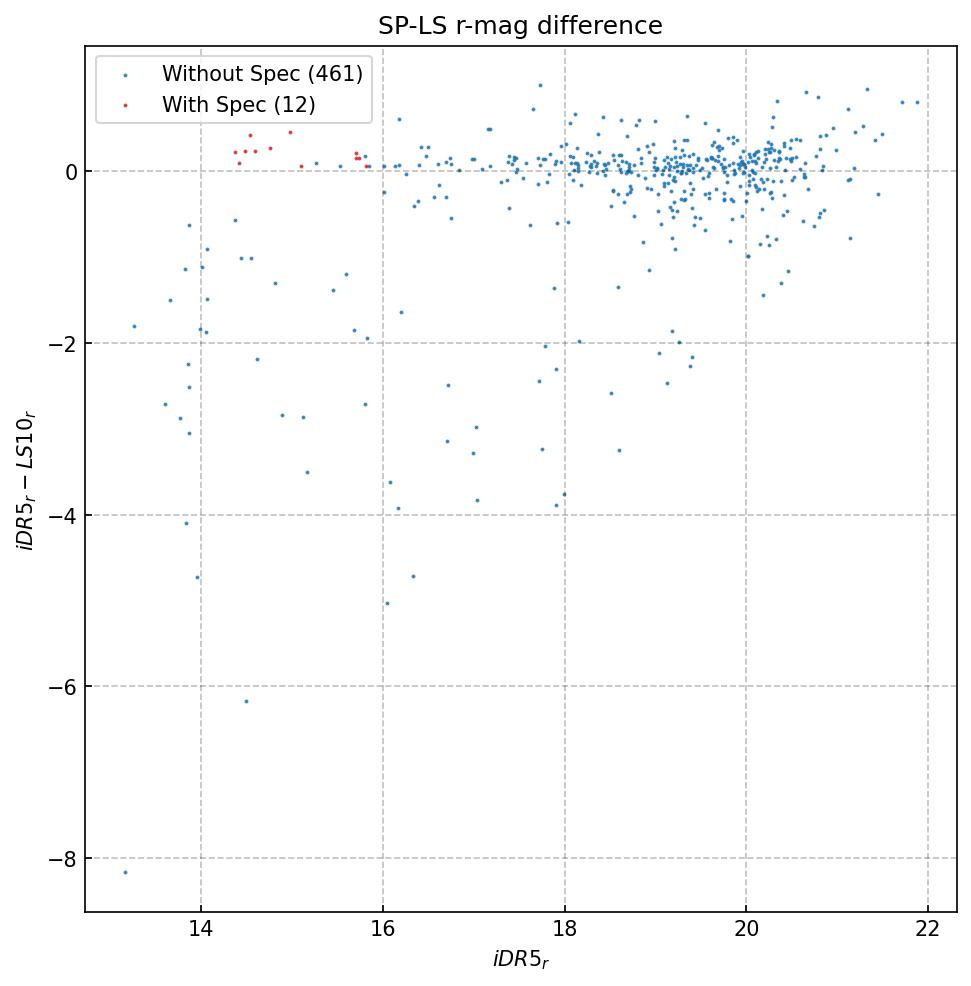 SP-LS r-mag difference
Without Spec (461)
With Spec (12)
0
−2
−4
−6
−8
iDR5r − LS10r
14 16 18 20 22
iDR5r